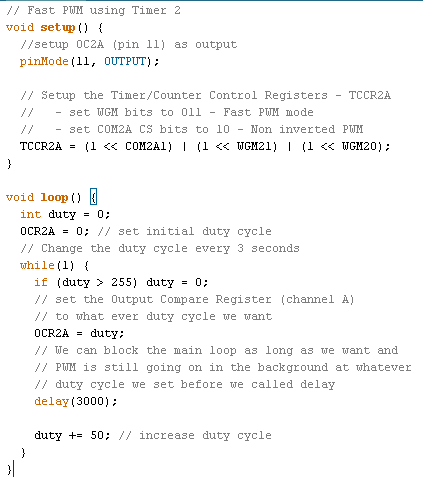 // Fast PWM using Timer 2
void setup() {
  //setup OC2A (pin 11) as output
  pinMode(11, OUTPUT);

  // Setup the Timer/Counter Control Registers - TCCR2A
  //   - set WGM bits to 011 - Fast PWM mode
  //   - set COM2A CS bits to 10 - Non inverted PWM
  TCCR2A = (1 << COM2A1) | (1 << WGM21) | (1 << WGM20);
}

void loop() {
  int duty = 0;
  OCR2A = 0; // set initial duty cycle
  // Change the duty cycle every 3 seconds
  while(1) {
    if (duty > 255) duty = 0;
    // set the Output Compare Register (channel A)
    // to what ever duty cycle we want
    OCR2A = duty;
    // We can block the main loop as long as we want and
    // PWM is still going on in the background at whatever
    // duty cycle we set before we called delay
    delay(3000);

    duty += 50; // increase duty cycle
  }
}